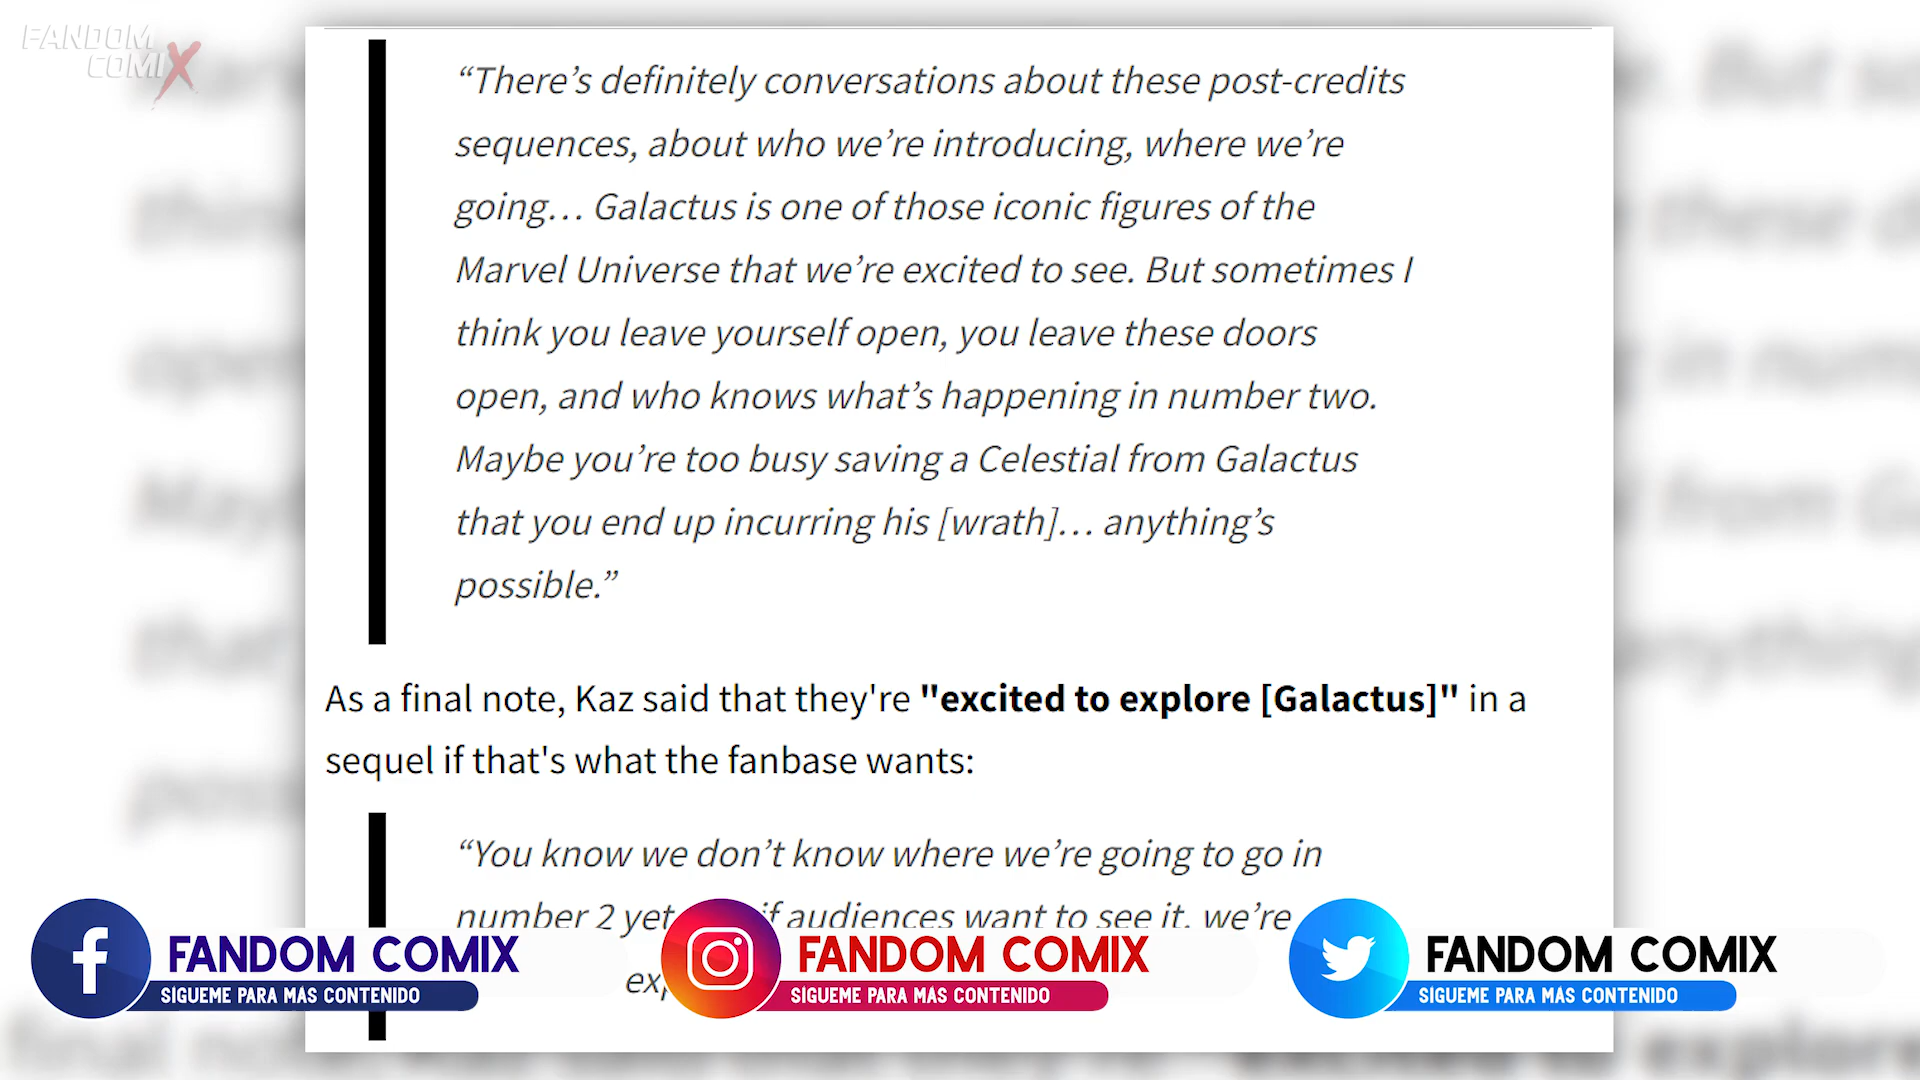 FANDOM
COMIX
“There’s definitely conversations about these post-credits
sequences, about who we’re introducing, where we’re
going… Galactus is one of those iconic figures of the
Marvel Universe that we’re excited to see. But sometimes I
think you leave yourself open, you leave these doors
open, and who knows what’s happening in number two.
Maybe you’re too busy saving a Celestial from Galactus
that you end up incurring his [wrath]… anything’s
possible.”
As a final note, Kaz said that they're "excited to explore [Galactus]" in a
sequel if that's what the fanbase wants:
“You know we don’t know where we’re going to go in
number 2 yet if audiences want to see it, we’re
FANDOM COMIX
SÍGUEME PARA MÁS CONTENIDO
FANDOM COMIX
SÍGUEME PARA MÁS CONTENIDO
FANDOM COMIX
SÍGUEME PARA MÁS CONTENIDO